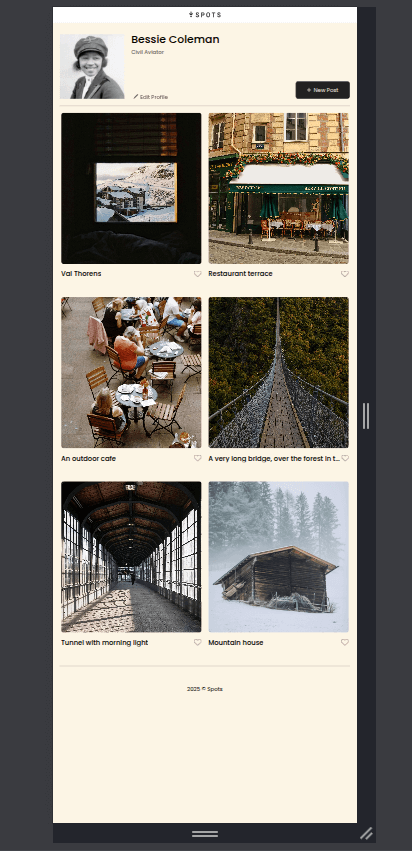 SPOTS
Bessie Coleman
Civil Aviator
Edit Profile
+ New Post
Val Thorens
Restaurant terrace
An outdoor cafe
A very long bridge, over the forest in t...
Tunnel with morning light
Mountain house
2025 © Spots